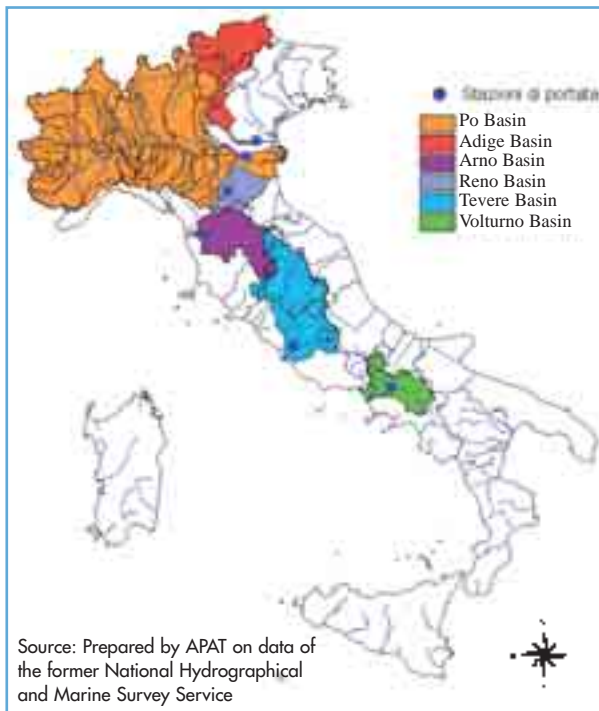 Stazioni di portata
Po Basin
Adige Basin
Arno Basin
Reno Basin
Tevere Basin
Volturno Basin
Source: Prepared by APAT on data of
the former National Hydrographical
and Marine Survey Service